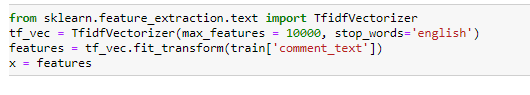 from sklearn.feature_extraction.text import TfidfVectorizer
tf_vec = TfidfVectorizer(max_features = 10000, stop_words='english')
features = tf_vec.fit_transform(train['comment_text'])
x = features